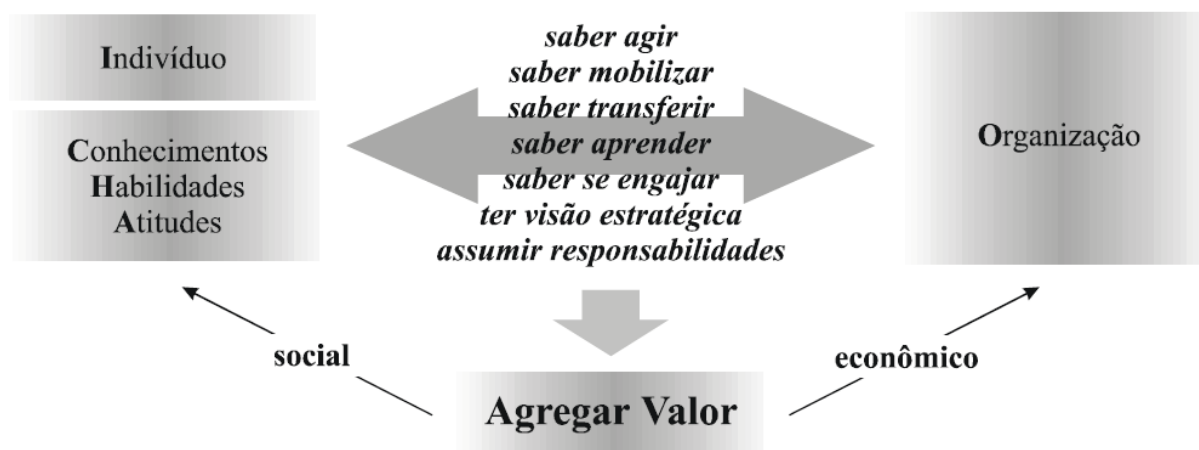 Indivíduo
Conhecimentos
Habilidades
Atitudes
saber agir
saber mobilizar
saber transferir
saber aprender
saber se engajar
ter visão estratégica
assumir responsabilidades
Organização
social
econômico
Agregar Valor